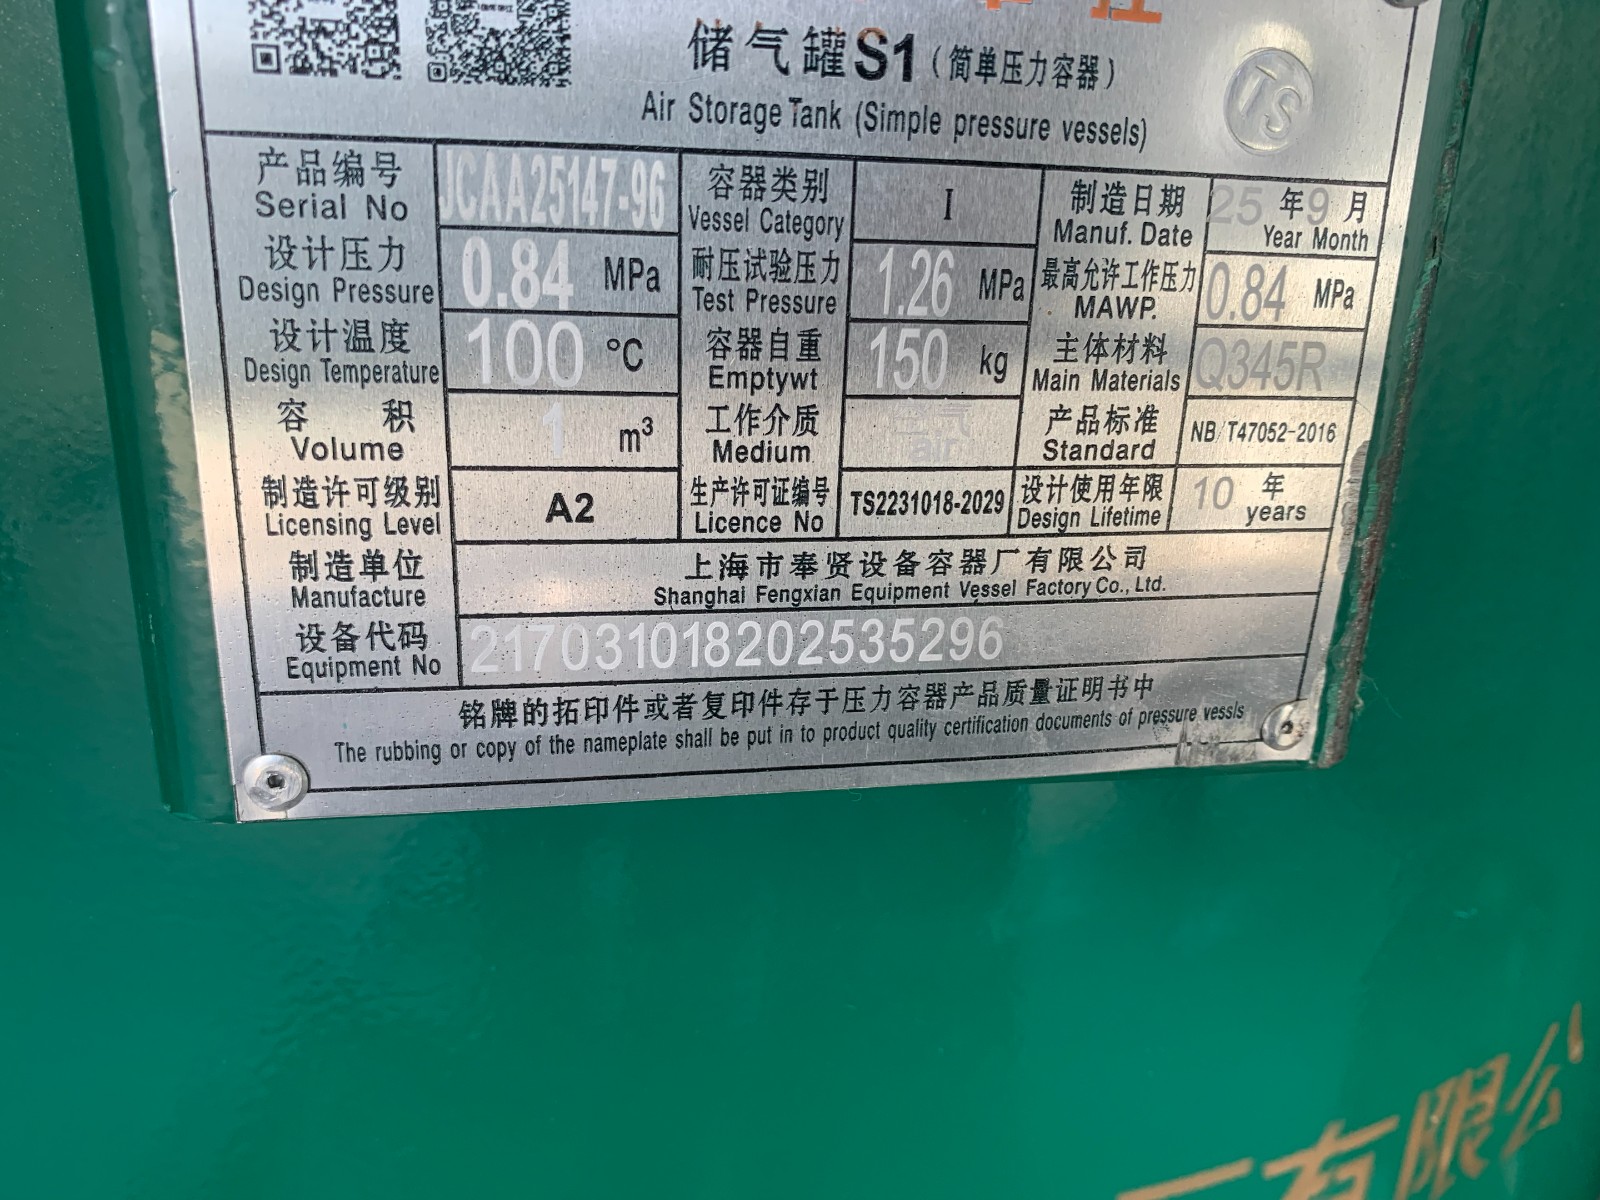 储气罐S1（简单压力容器）
Air Storage Tank (Simple pressure vessels)
TS
产品编号 JCAA25147-96 容器类别 I 制造日期 25 年 9 月
Serial No Vessel Category Manuf. Date Year Month
设计压力 0.84 MPa 耐压试验压力 1.26 MPa 最高允许工作压力 0.84 MPa
Design Pressure Test Pressure MAWP.
设计温度 100 °C 容器自重 150 kg 主体材料 Q345R
Design Temperature Emptywt Main Materials
容积 1 m³ 工作介质 空气 产品标准 NB/T47052-2016
Volume Medium air Standard
制造许可级别 A2 生产许可证编号 TS2231018-2029 设计使用年限 10 年
Licensing Level Licence No Design Lifetime years
制造单位 上海市奉贤设备容器厂有限公司
Manufacture Shanghai Fengxian Equipment Vessel Factory Co., Ltd.
设备代码 217031018202535296
Equipment No
铭牌的拓印件或者复印件存于压力容器产品质量证明书中
The rubbing or copy of the nameplate shall be put in to product quality certification documents of pressure vessls
有限公